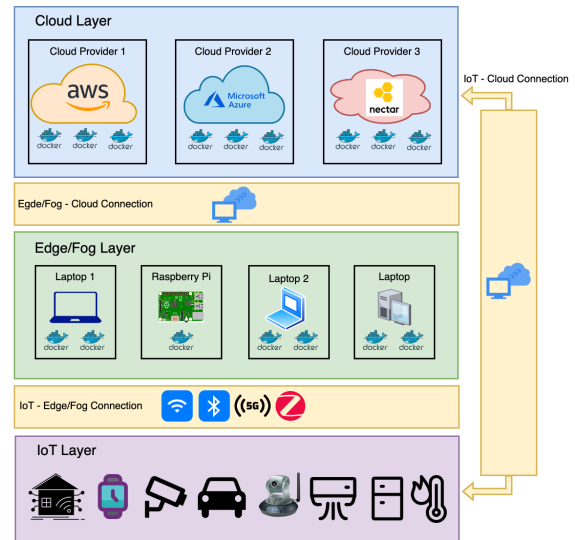 Cloud Layer
Cloud Provider 1
Cloud Provider 2
Cloud Provider 3
aws
Microsoft
Azure
nectar
docker
docker
docker
docker
docker
docker
docker
docker
docker
IoT - Cloud Connection
Egde/Fog - Cloud Connection
Edge/Fog Layer
Laptop 1
Raspberry Pi
Laptop 2
Laptop
docker
docker
docker
docker
docker
docker
docker
IoT - Edge/Fog Connection
5G
IoT Layer